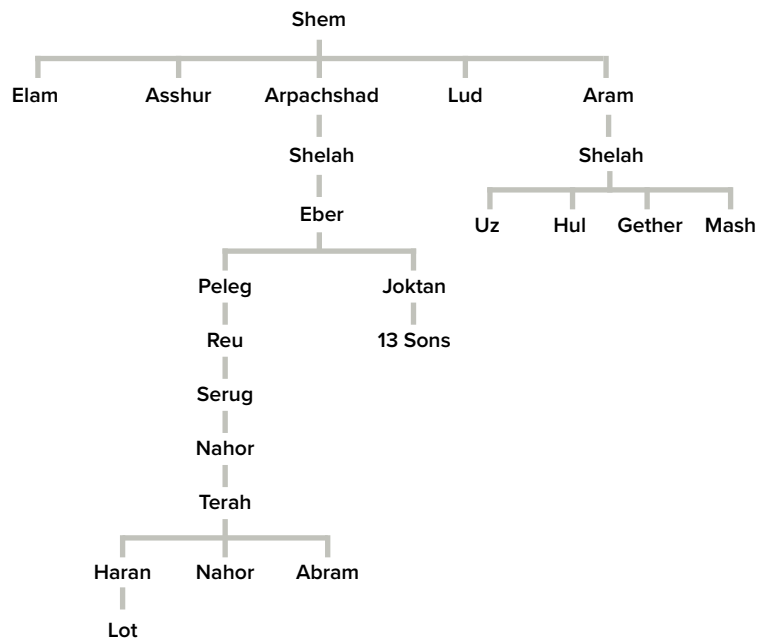 Shem
Elam Asshur Arpachshad Lud Aram
Shelah Shelah
Eber
Uz Hul Gether Mash
Peleg Joktan
Reu 13 Sons
Serug
Nahor
Terah
Haran Nahor Abram
Lot